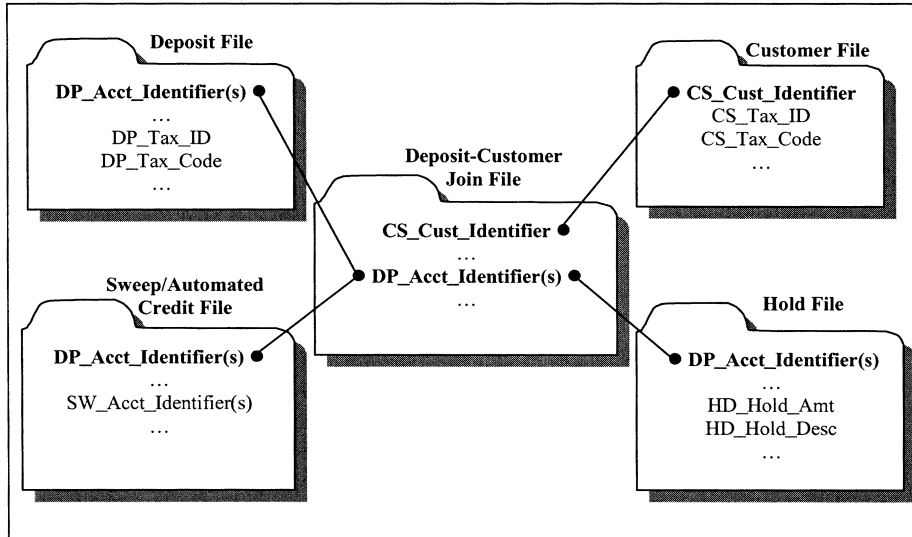 Deposit File
DP_Acct_Identifier(s)
...
DP_Tax_ID
DP_Tax_Code
...
Customer File
CS_Cust_Identifier
CS_Tax_ID
CS_Tax_Code
...
Deposit-Customer
Join File
CS_Cust_Identifier
...
DP_Acct_Identifier(s)
...
Sweep/Automated
Credit File
DP_Acct_Identifier(s)
...
SW_Acct_Identifier(s)
...
Hold File
DP_Acct_Identifier(s)
...
HD_Hold_Amt
HD_Hold_Desc
...